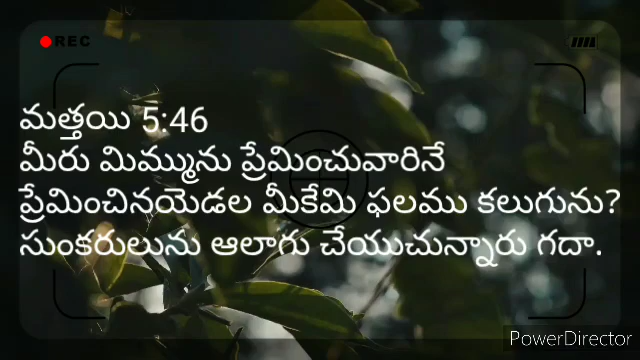 REC
మత్తయి 5:46
మీరు మిమ్మును ప్రేమించువారినే
ప్రేమించినయెడల మీకేమి ఫలము కలుగును?
సుంకరులును ఆలాగు చేయుచున్నారు గదా.
PowerDirector